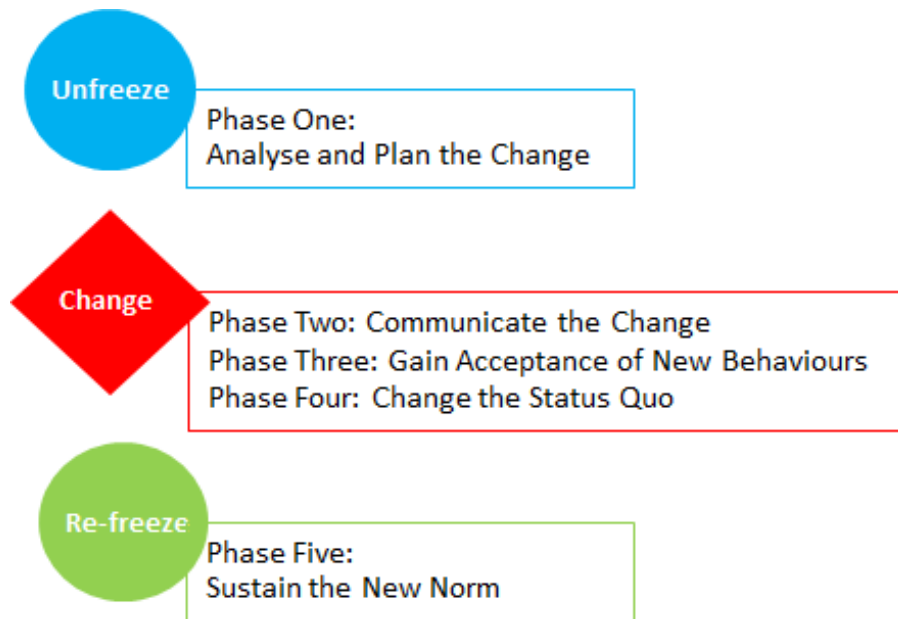 Unfreeze
Phase One:
Analyse and Plan the Change
Change
Phase Two: Communicate the Change
Phase Three: Gain Acceptance of New Behaviours
Phase Four: Change the Status Quo
Re-freeze
Phase Five:
Sustain the New Norm